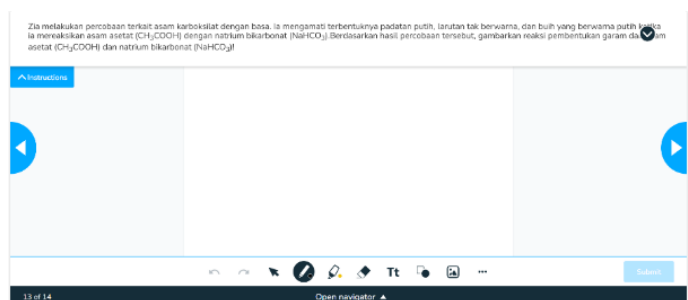 Zia melakukan percobaan terkait asam karboksilat dengan basa. Ia mengamati terbentuknya padatan putih, larutan tak berwarna, dan buih yang berwarna putih ketika
ia mereaksikan asam asetat (CH₃COOH) dengan natrium bikarbonat (NaHCO₃).Berdasarkan hasil percobaan tersebut, gambarkan reaksi pembentukan garam
asetat (CH₃COOH) dan natrium bikarbonat (NaHCO₃)!
Instructions
Tt
Submit
13 of 14
Open navigator